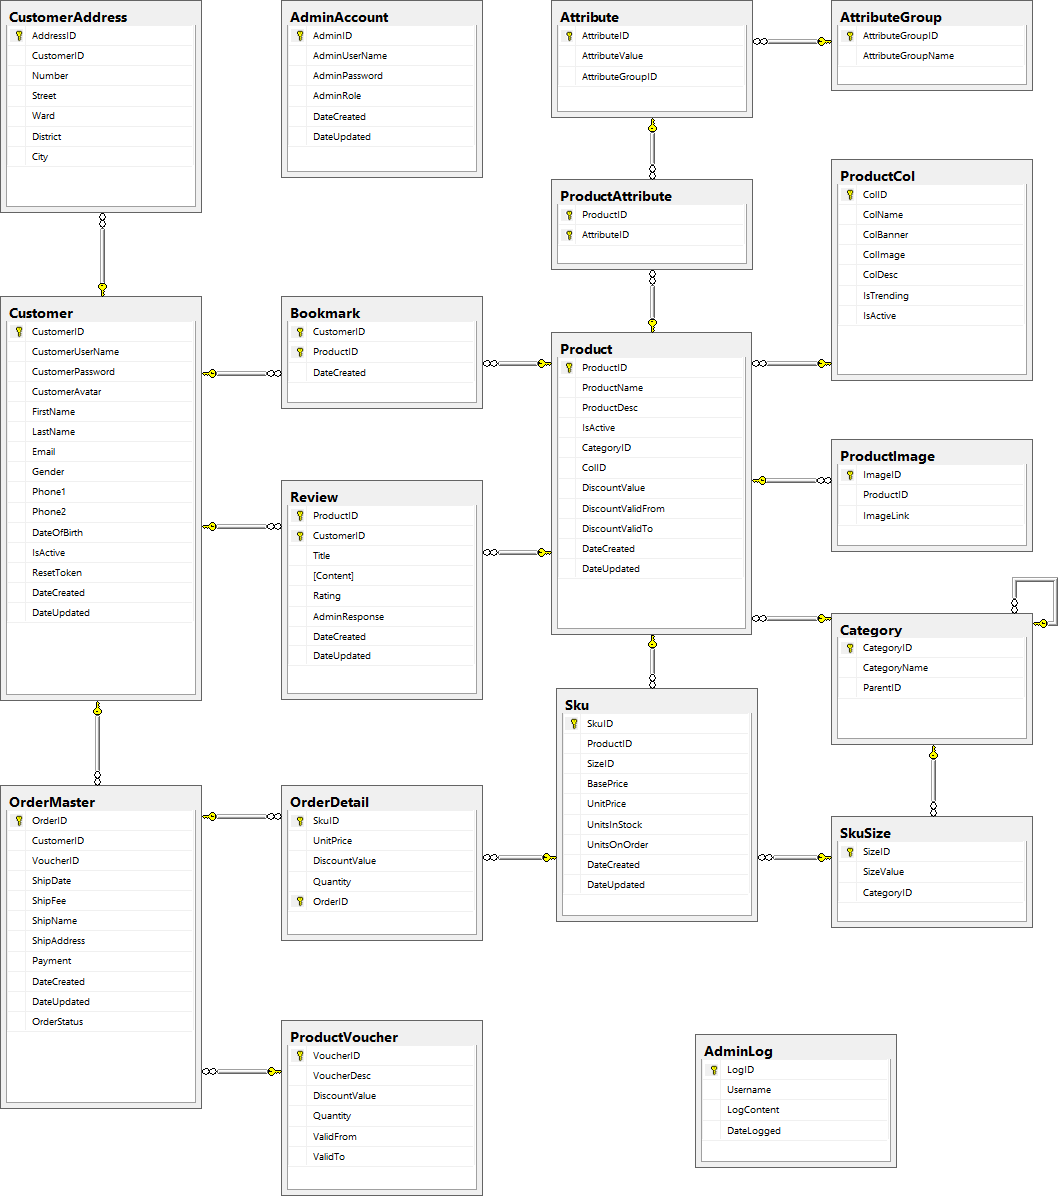 CustomerAddress
AddressID
CustomerID
Number
Street
Ward
District
City
AdminAccount
AdminID
AdminUserName
AdminPassword
AdminRole
DateCreated
DateUpdated
Attribute
AttributeID
AttributeValue
AttributeGroupID
AttributeGroup
AttributeGroupID
AttributeGroupName
ProductAttribute
ProductID
AttributeID
ProductCol
ColID
ColName
ColBanner
ColImage
ColDesc
IsTrending
IsActive
Customer
CustomerID
CustomerUserName
CustomerPassword
CustomerAvatar
FirstName
LastName
Email
Gender
Phone1
Phone2
DateOfBirth
IsActive
ResetToken
DateCreated
DateUpdated
Bookmark
CustomerID
ProductID
DateCreated
Product
ProductID
ProductName
ProductDesc
IsActive
CategoryID
ColID
DiscountValue
DiscountValidFrom
DiscountValidTo
DateCreated
DateUpdated
ProductImage
ImageID
ProductID
ImageLink
Review
ProductID
CustomerID
Title
[Content]
Rating
AdminResponse
DateCreated
DateUpdated
Category
CategoryID
CategoryName
ParentID
Sku
SkuID
ProductID
SizeID
BasePrice
UnitPrice
UnitsInStock
UnitsOnOrder
DateCreated
DateUpdated
OrderMaster
OrderID
CustomerID
VoucherID
ShipDate
ShipFee
ShipName
ShipAddress
Payment
DateCreated
DateUpdated
OrderStatus
OrderDetail
SkuID
UnitPrice
DiscountValue
Quantity
OrderID
SkuSize
SizeID
SizeValue
CategoryID
ProductVoucher
VoucherID
VoucherDesc
DiscountValue
Quantity
ValidFrom
ValidTo
AdminLog
LogID
Username
LogContent
DateLogged